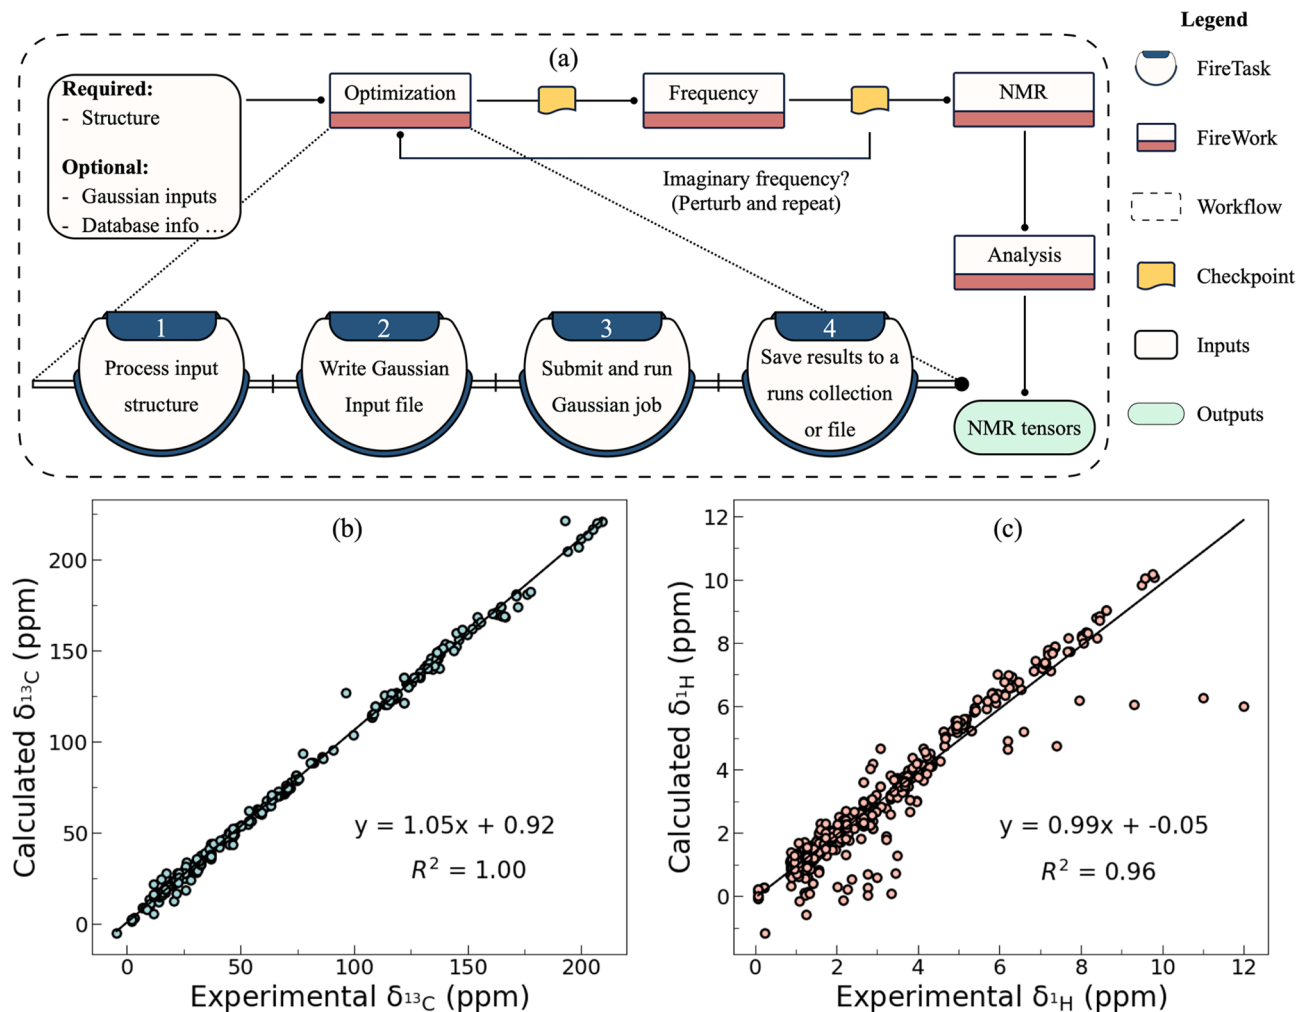 Legend
(a)
Required:
- Structure
Optional:
- Gaussian inputs
- Database info ...
Optimization
Frequency
NMR
Imaginary frequency?
(Perturb and repeat)
Analysis
NMR tensors
1
Process input
structure
2
Write Gaussian
Input file
3
Submit and run
Gaussian job
4
Save results to a
runs collection
or file
FireTask
FireWork
Workflow
Checkpoint
Inputs
Outputs
(b)
Calculated δ¹³C (ppm)
200
150
100
50
0
y = 1.05x + 0.92
R² = 1.00
0 50 100 150 200
Experimental δ¹³C (ppm)
(c)
Calculated δ¹H (ppm)
12
10
8
6
4
2
0
y = 0.99x + -0.05
R² = 0.96
0 2 4 6 8 10 12
Experimental δ¹H (ppm)